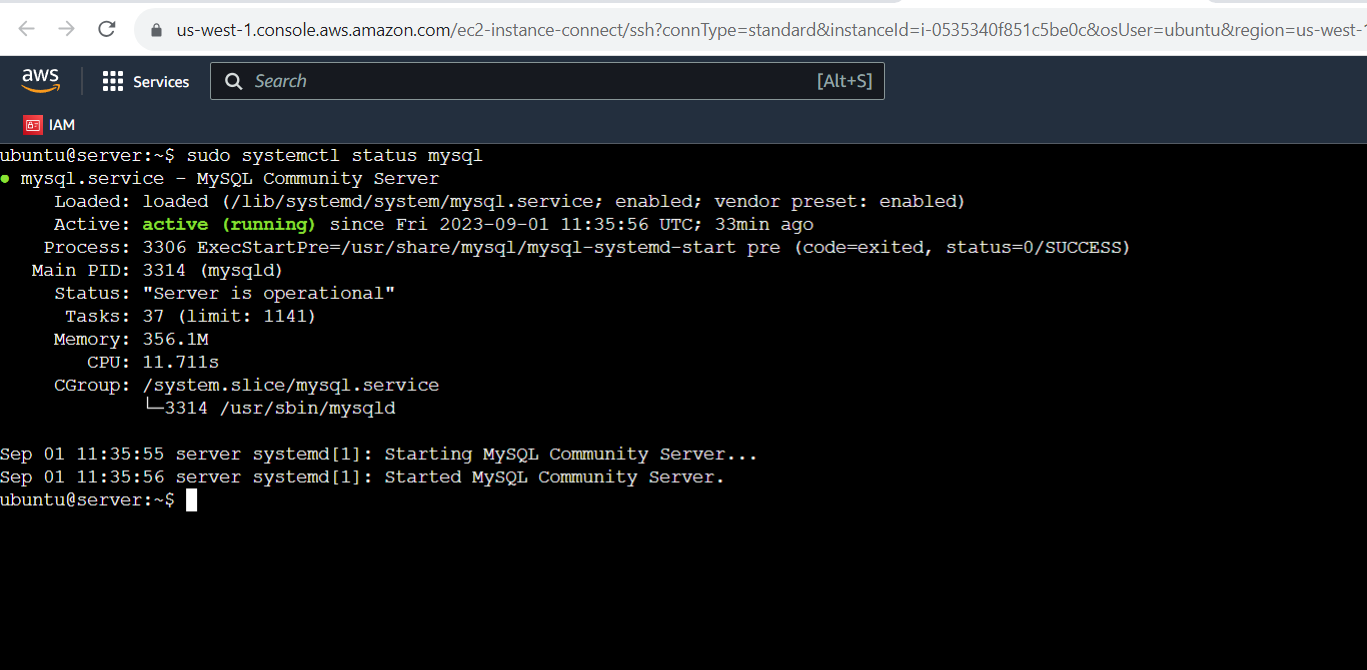 us-west-1.console.aws.amazon.com/ec2-instance-connect/ssh?connType=standard&instanceId=i-0535340f851c5be0c&osUser=ubuntu&region=us-west-
aws Services Search [Alt+S]
IAM
ubuntu@server:~$ sudo systemctl status mysql
● mysql.service - MySQL Community Server
Loaded: loaded (/lib/systemd/system/mysql.service; enabled; vendor preset: enabled)
Active: active (running) since Fri 2023-09-01 11:35:56 UTC; 33min ago
Process: 3306 ExecStartPre=/usr/share/mysql/mysql-systemd-start pre (code=exited, status=0/SUCCESS)
Main PID: 3314 (mysqld)
Status: "Server is operational"
Tasks: 37 (limit: 1141)
Memory: 356.1M
CPU: 11.711s
CGroup: /system.slice/mysql.service
└─3314 /usr/sbin/mysqld
Sep 01 11:35:55 server systemd[1]: Starting MySQL Community Server...
Sep 01 11:35:56 server systemd[1]: Started MySQL Community Server.
ubuntu@server:~$